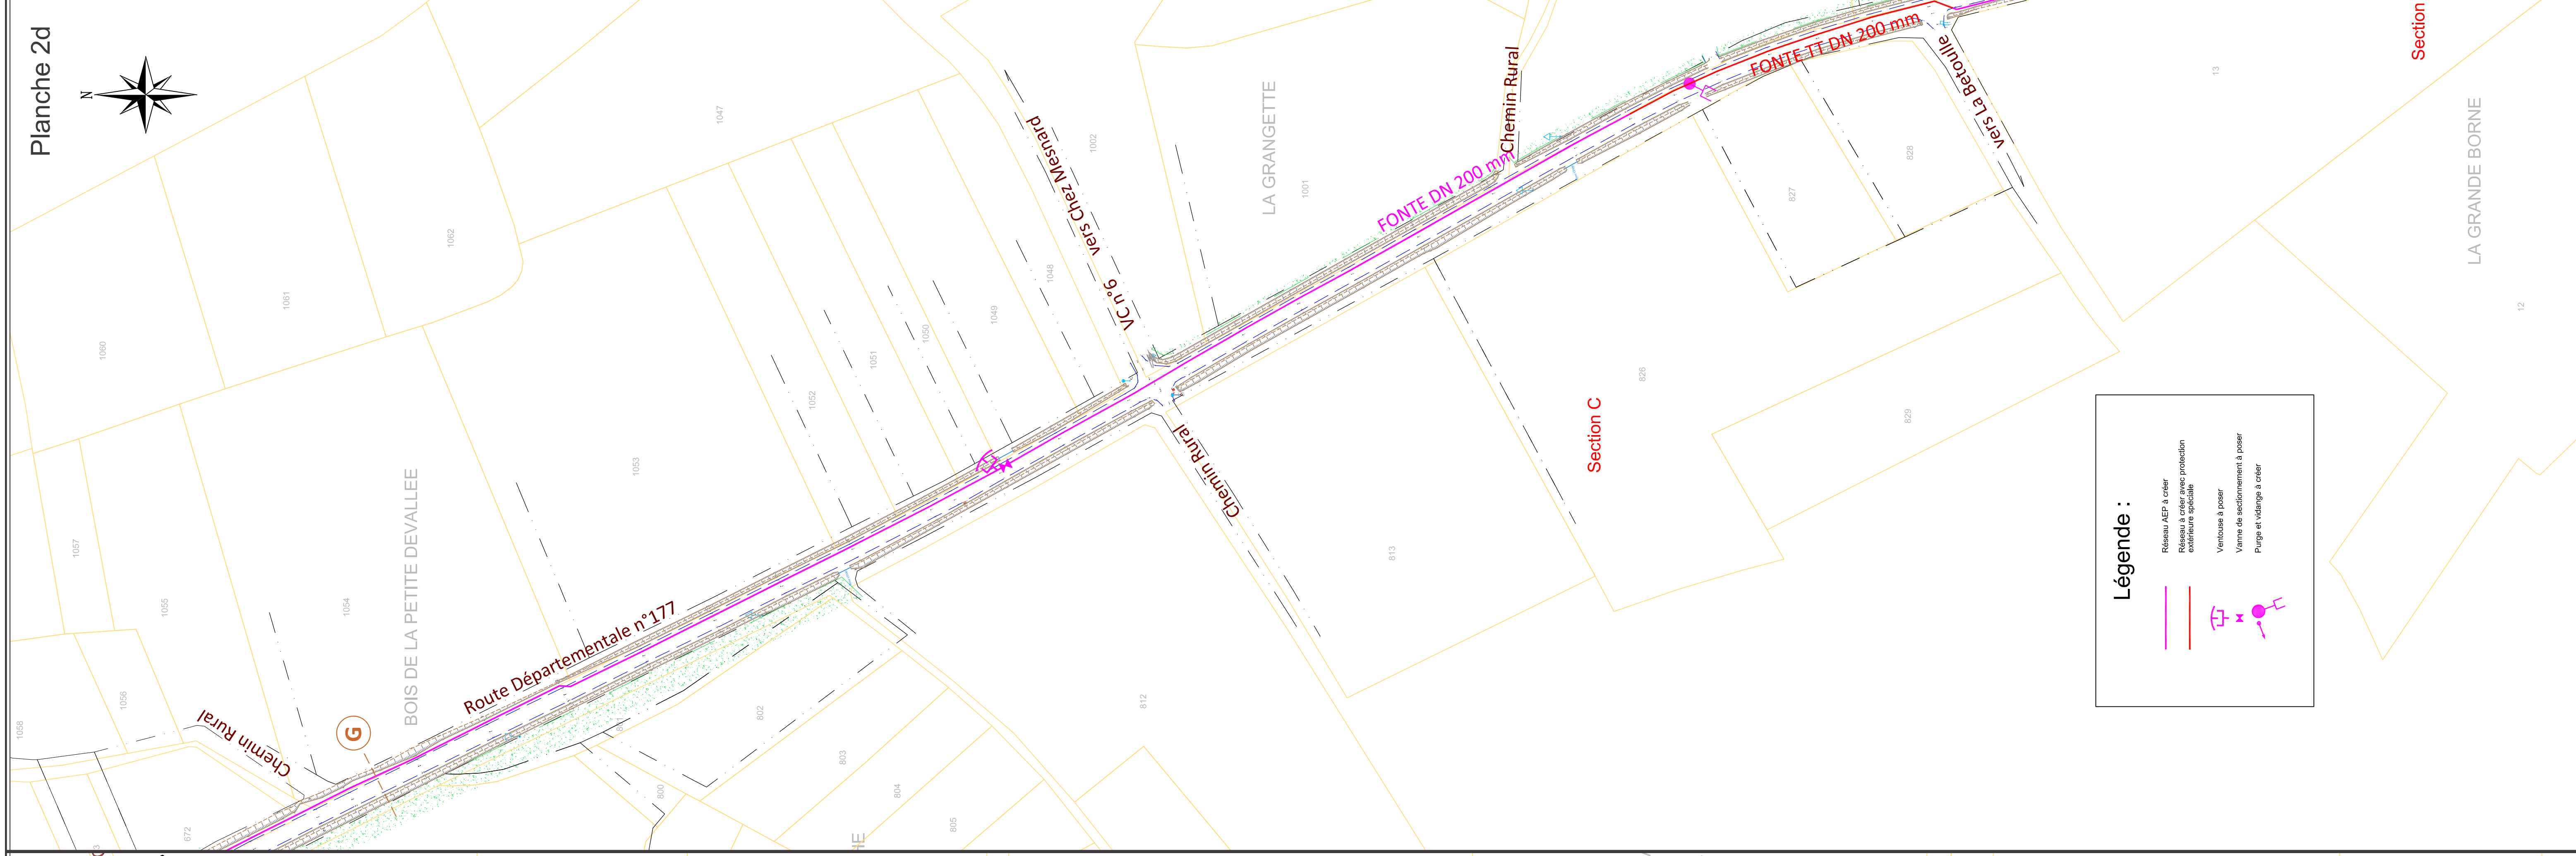 Planche 2d
N
1047
1002
LA GRANGETTE
1001
Chemin Rural
FONTE TT DN 200 mm
vers La Betoulle
13
Section
828
827
LA GRANDE BORNE
12
1062
1061
1060
VC n°6 vers Chez Mesnard
FONTE DN 200 mm
1048
1049
1050
1051
1052
1053
826
829
Section C
Chemin Rural
813
BOIS DE LA PETITE DEVALLEE
1057
1055
1054
1056
1058
Chemin Rural
G
Route Départementale n°177
801
802
803
800
804
805
812
672
3
HE
Légende :
Réseau AEP à créer
Réseau à créer avec protection
extérieure spéciale
Ventouse à poser
Vanne de sectionnement à poser
Purge et vidange à créer